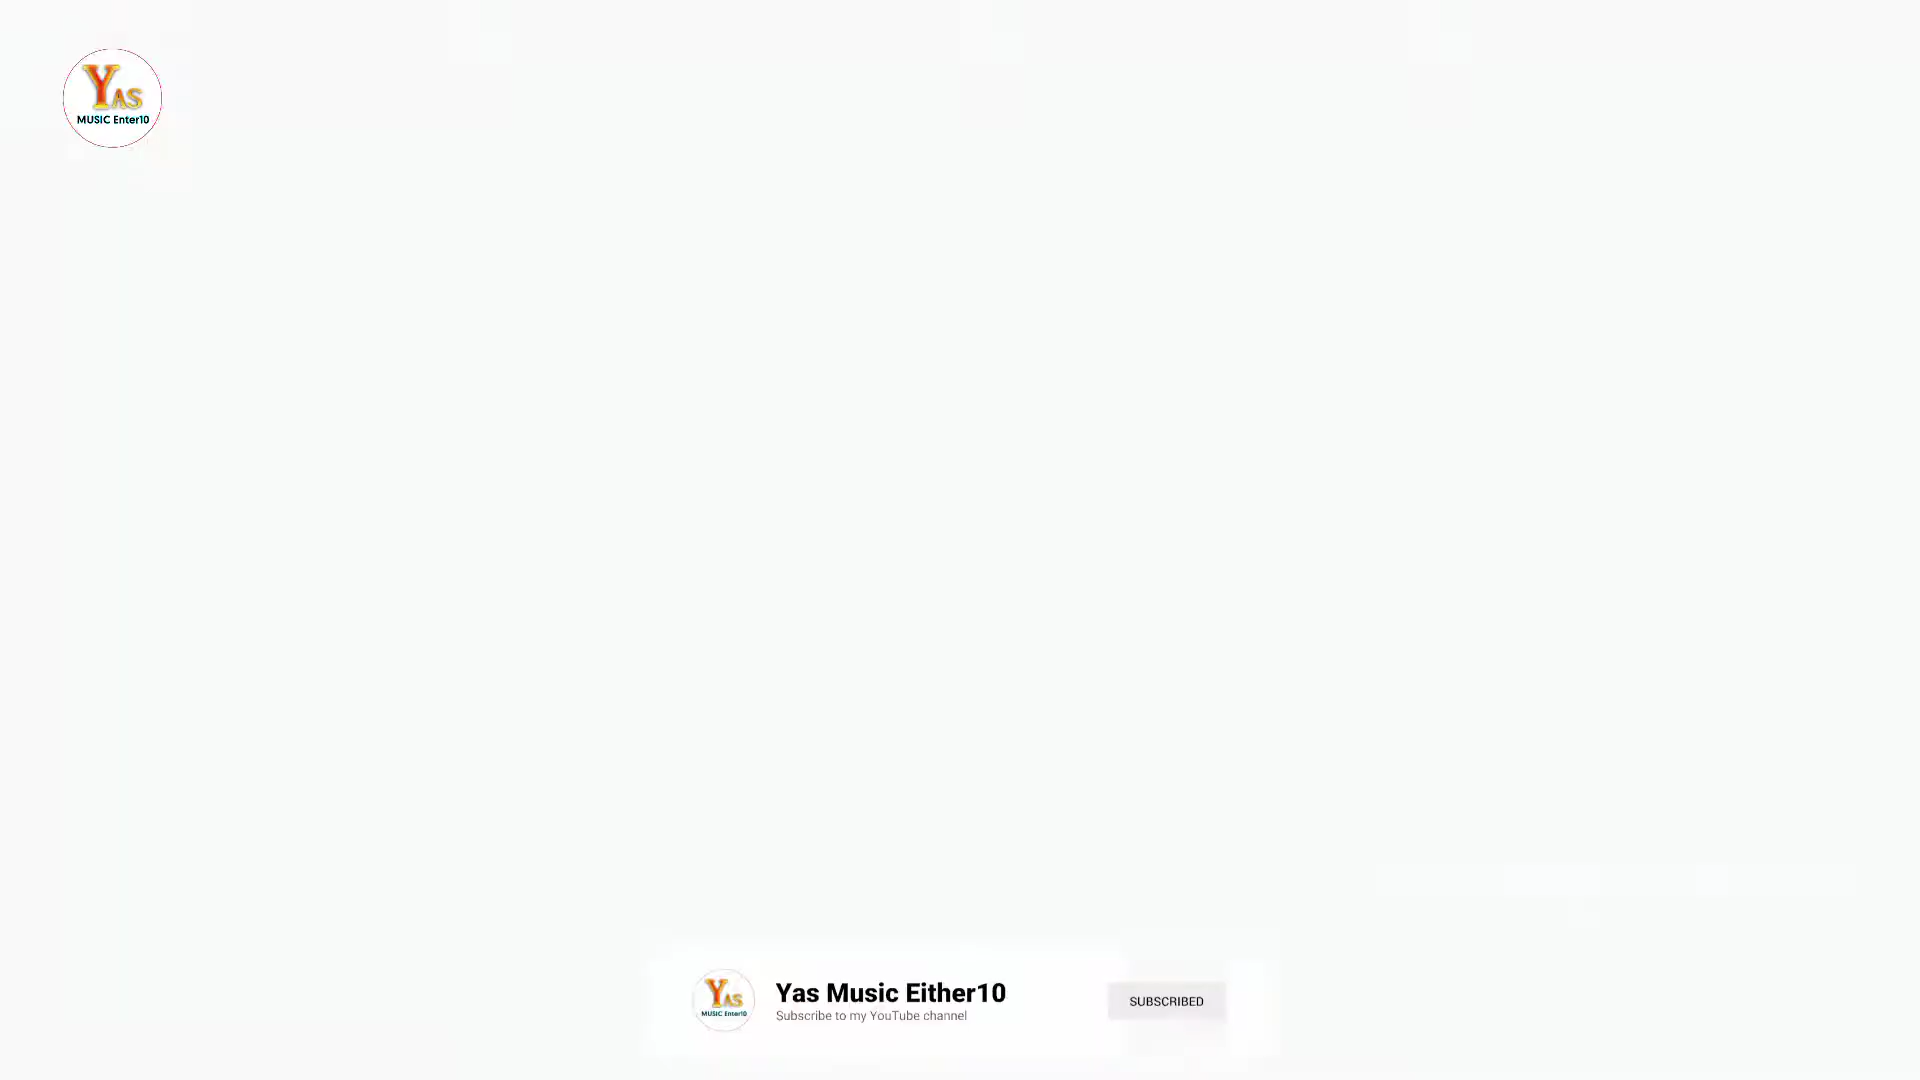 YAS
MUSIC Enter10
YAS
MUSIC Enter10
Yas Music Either10
Subscribe to my YouTube channel
SUBSCRIBED